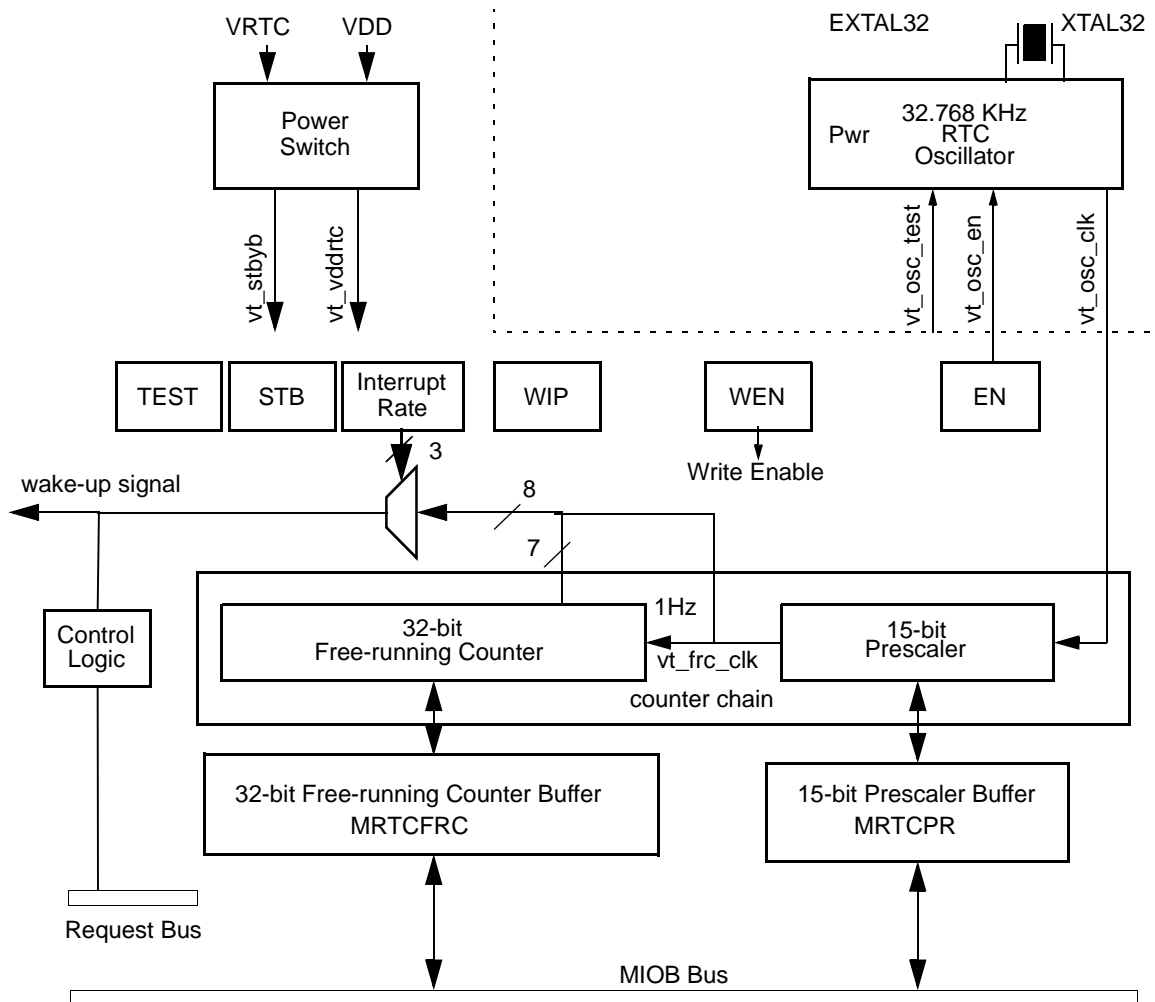 VRTC
VDD
EXTAL32
XTAL32
Power
Switch
Pwr
32.768 KHz
RTC
Oscillator
vt_stbyb
vt_vddrtc
vt_osc_test
vt_osc_en
vt_osc_clk
TEST
STB
Interrupt
Rate
WIP
WEN
EN
3
Write Enable
wake-up signal
8
7
1Hz
32-bit
Free-running Counter
15-bit
Prescaler
Control
Logic
vt_frc_clk
counter chain
32-bit Free-running Counter Buffer
MRTCFRC
15-bit Prescaler Buffer
MRTCPR
Request Bus
MIOB Bus